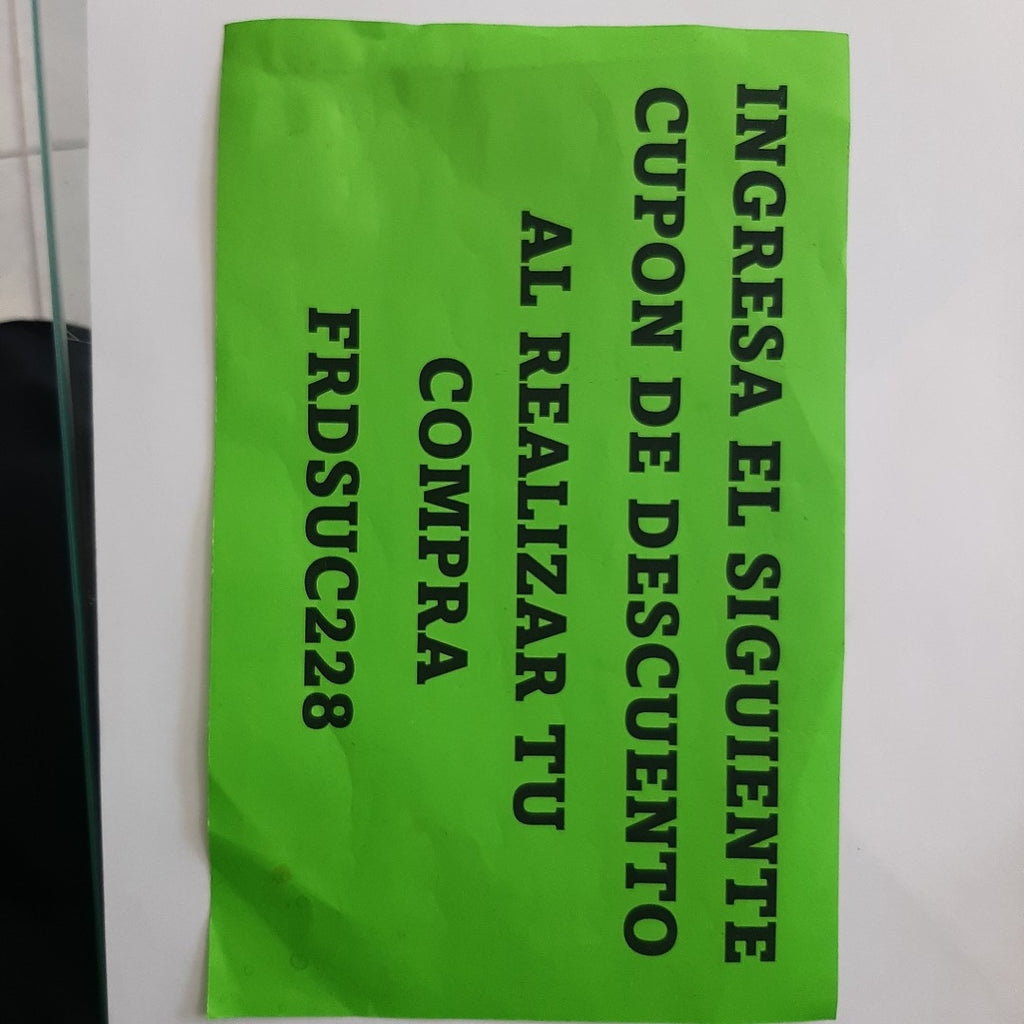 INGRESA EL SIGUIENTE
CUPON DE DESCUENTO
AL REALIZAR TU
COMPRA
FRDSUC228